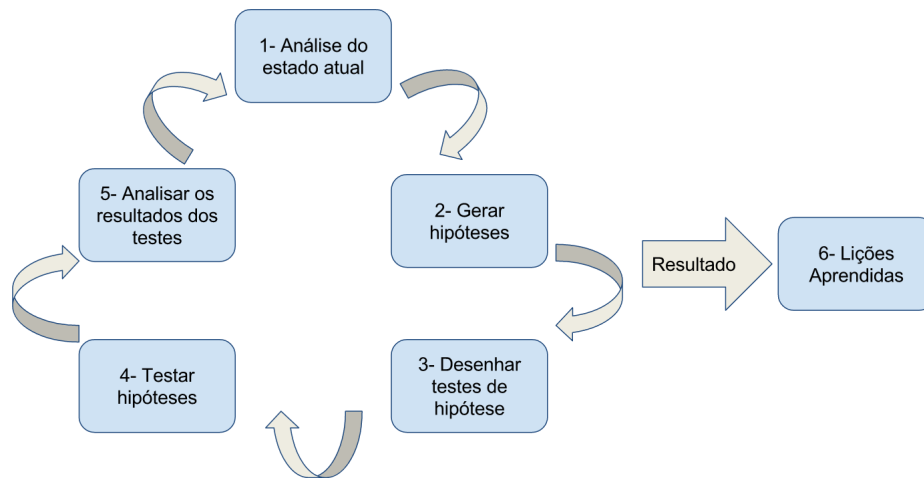 1- Análise do
estado atual
2- Gerar
hipóteses
3- Desenhar
testes de
hipótese
4- Testar
hipóteses
5- Analisar os
resultados dos
testes
Resultado
6- Lições
Aprendidas